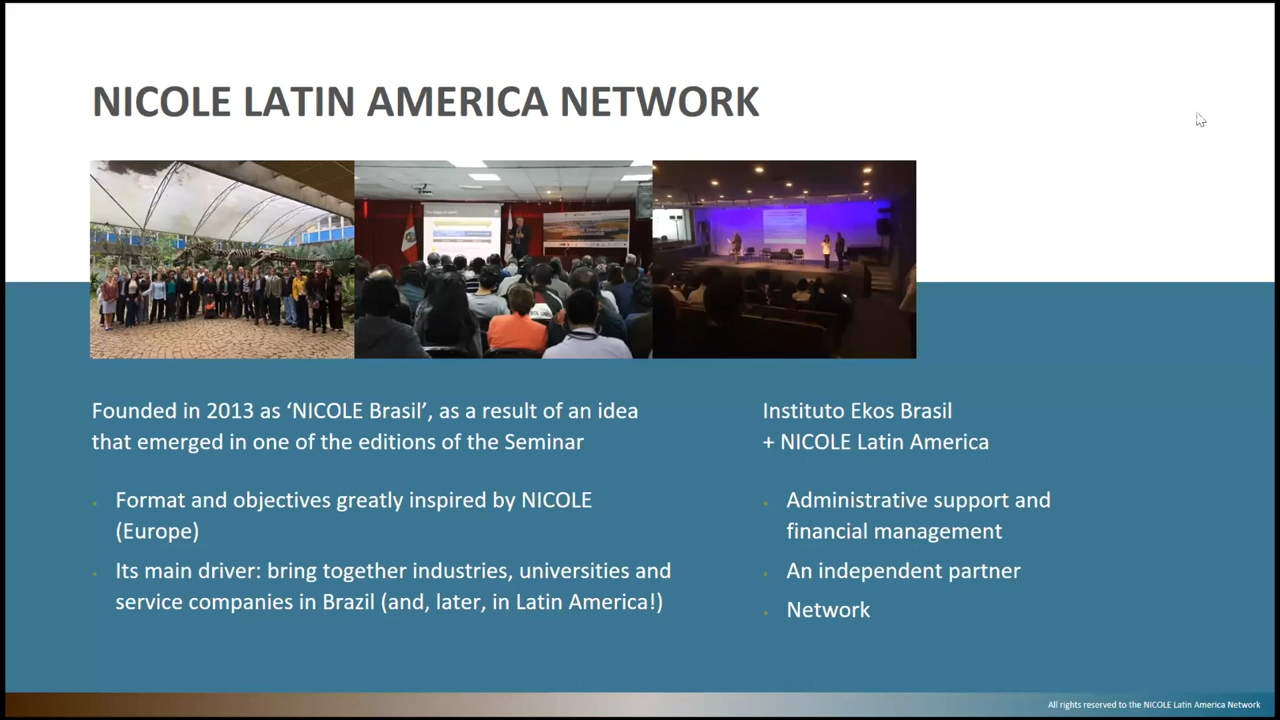 NICOLE LATIN AMERICA NETWORK
Founded in 2013 as ‘NICOLE Brasil’, as a result of an idea
that emerged in one of the editions of the Seminar
Format and objectives greatly inspired by NICOLE
(Europe)
Its main driver: bring together industries, universities and
service companies in Brazil (and, later, in Latin America!)
Instituto Ekos Brasil
+ NICOLE Latin America
Administrative support and
financial management
An independent partner
Network
All rights reserved to the NICOLE Latin America Network